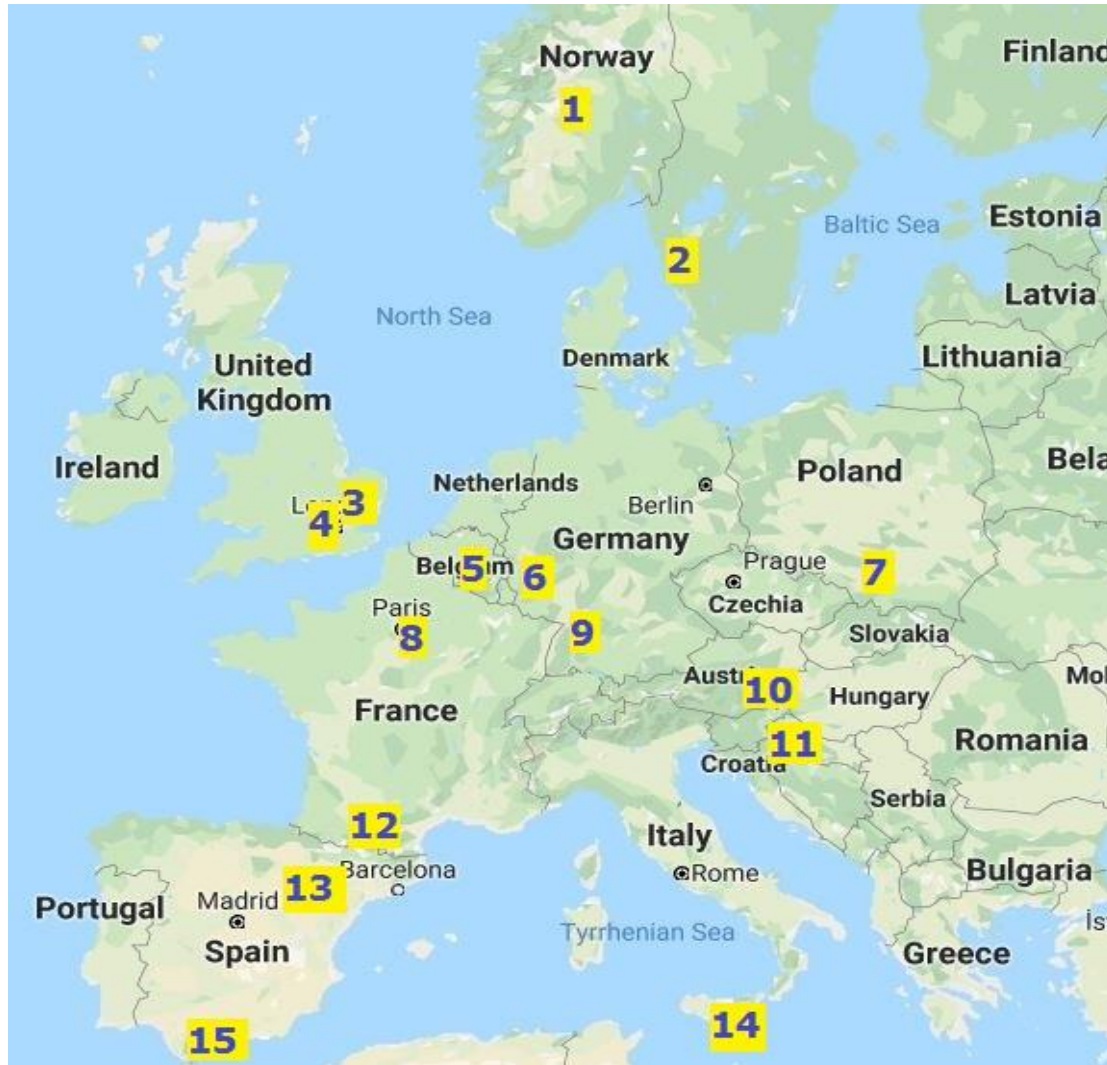 Norway
Finland
1
Estonia
Baltic Sea
2
Latvia
North Sea
Denmark
Lithuania
United
Kingdom
Ireland
Netherlands
Poland
Bela
Berlin
3
4
Germany
Belgium
5
6
Prague
7
Czechia
Paris
8
9
Slovakia
Mol
10
Hungary
France
11
Romania
Croatia
Serbia
12
Italy
Barcelona
Rome
Bulgaria
13
Madrid
Portugal
Spain
Tyrrhenian Sea
Greece
İs
14
15